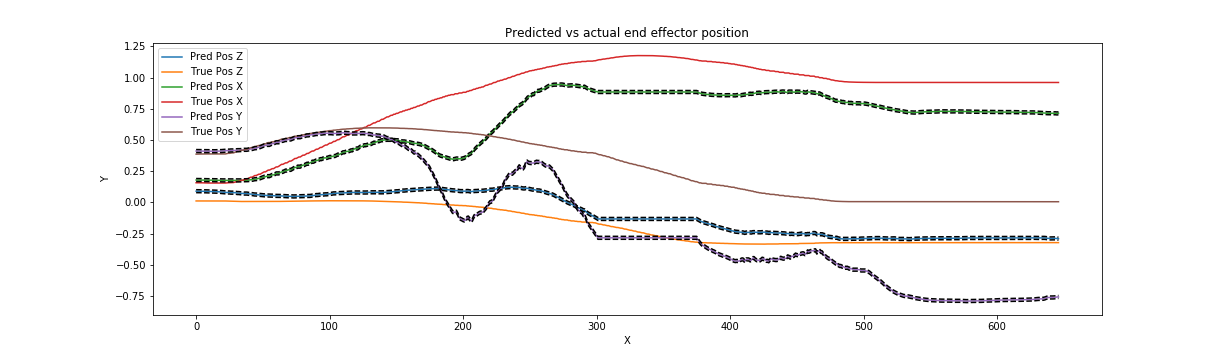 Predicted vs actual end effector position
1.25
1.00
0.75
0.50
0.25
0.00
−0.25
−0.50
−0.75
Y
Pred Pos Z
True Pos Z
Pred Pos X
True Pos X
Pred Pos Y
True Pos Y
0 100 200 300 400 500 600
X